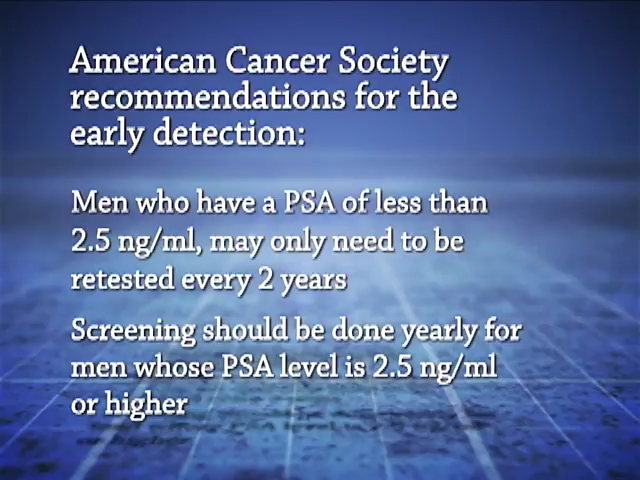 American Cancer Society
recommendations for the
early detection:
Men who have a PSA of less than
2.5 ng/ml, may only need to be
retested every 2 years
Screening should be done yearly for
men whose PSA level is 2.5 ng/ml
or higher